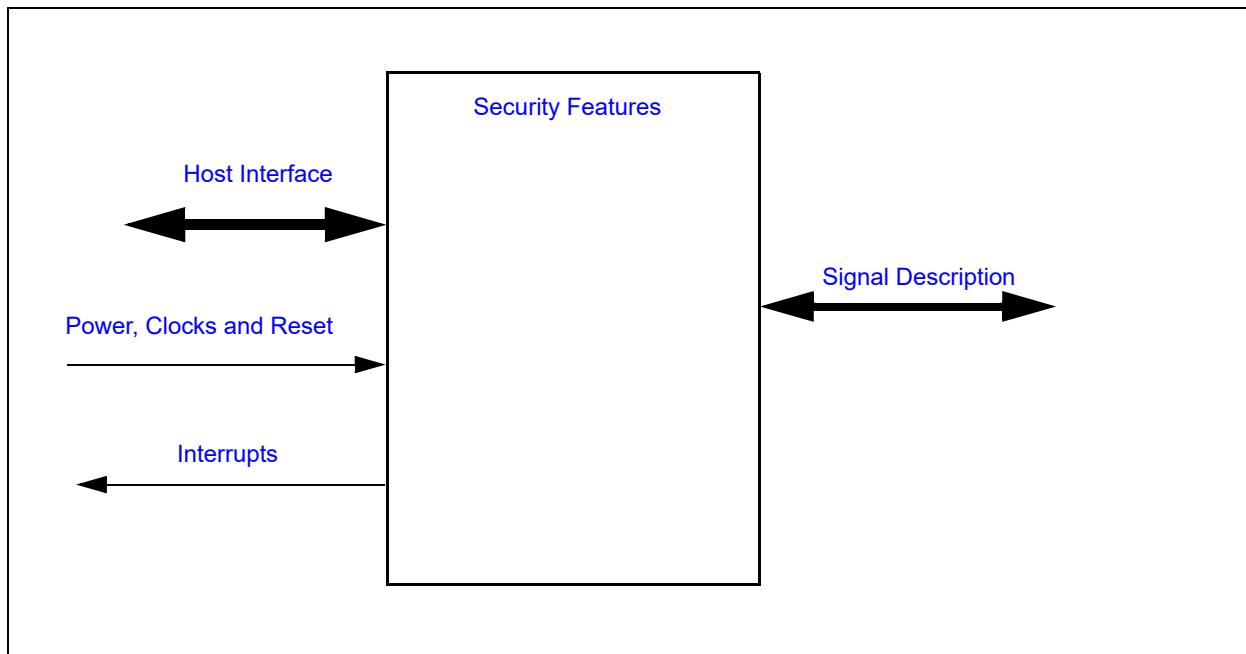 Security Features
Host Interface
Signal Description
Power, Clocks and Reset
Interrupts